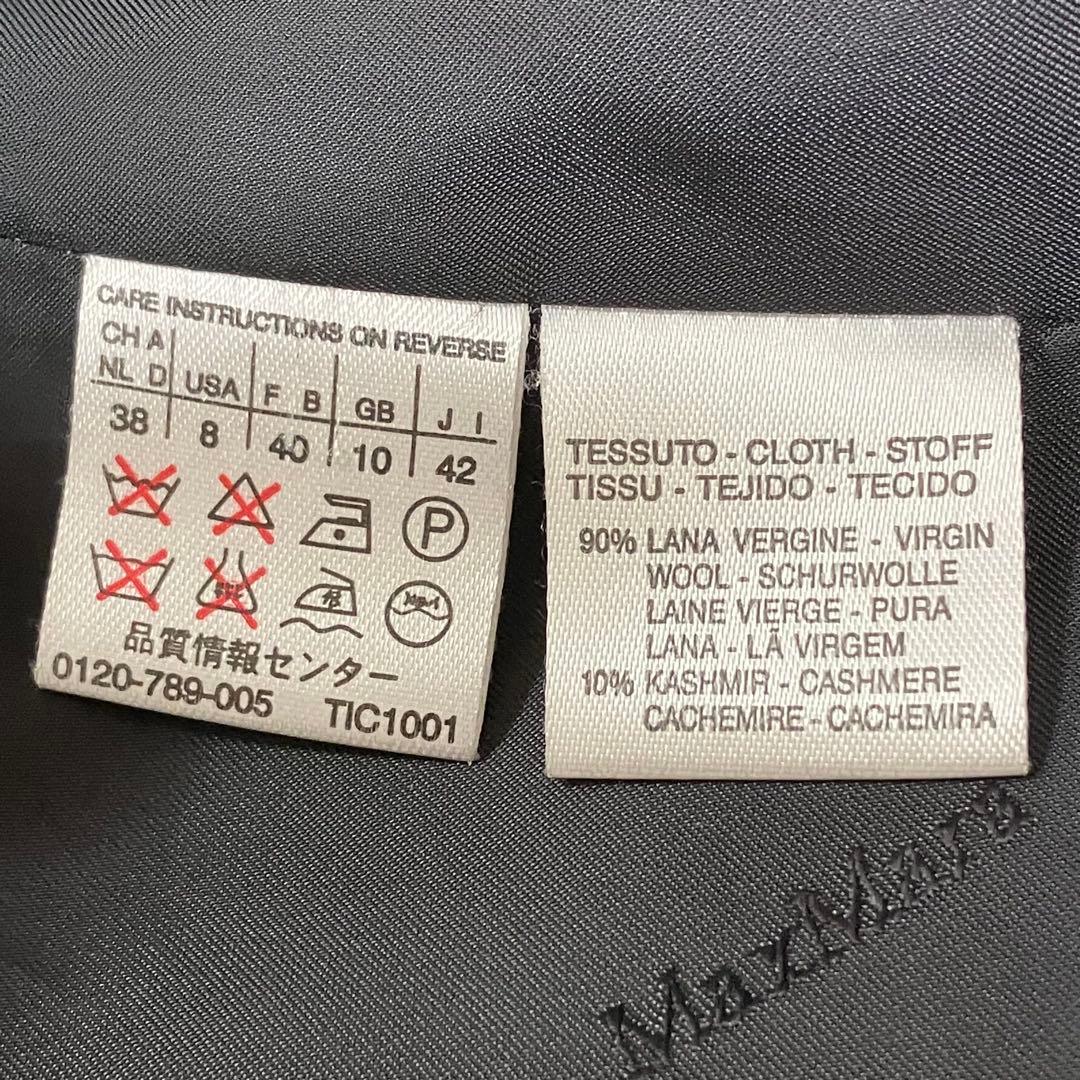 CARE INSTRUCTIONS ON REVERSE
CH A
NL D USA F B GB J I
38 8 40 10 42
P
低
品質情報センター
0120-789-005 TIC1001
TESSUTO - CLOTH - STOFF
TISSU - TEJIDO - TECIDO
90% LANA VERGINE - VIRGIN
WOOL - SCHURWOLLE
LAINE VIERGE - PURA
LANA - LÃ VIRGEM
10% KASHMIR - CASHMERE
CACHEMIRE - CACHEMIRA
MaxMara